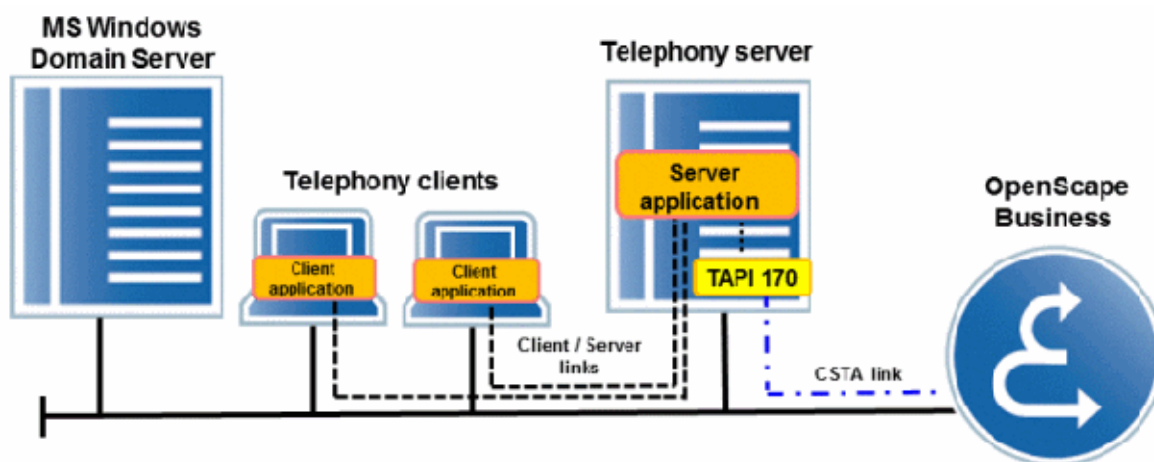 MS Windows
Domain Server
Telephony server
Telephony clients
Server
application
OpenScape
Business
Client
application
Client
application
TAPI 170
Client / Server
links
CSTA link